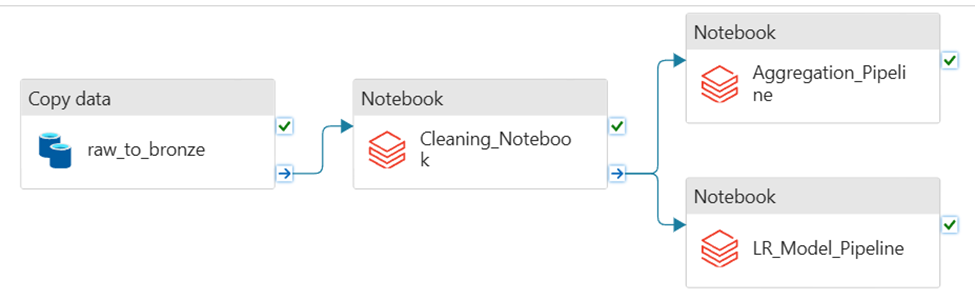 Copy data
raw_to_bronze
Notebook
Cleaning_Noteboo
k
Notebook
Aggregation_Pipeli
ne
Notebook
LR_Model_Pipeline